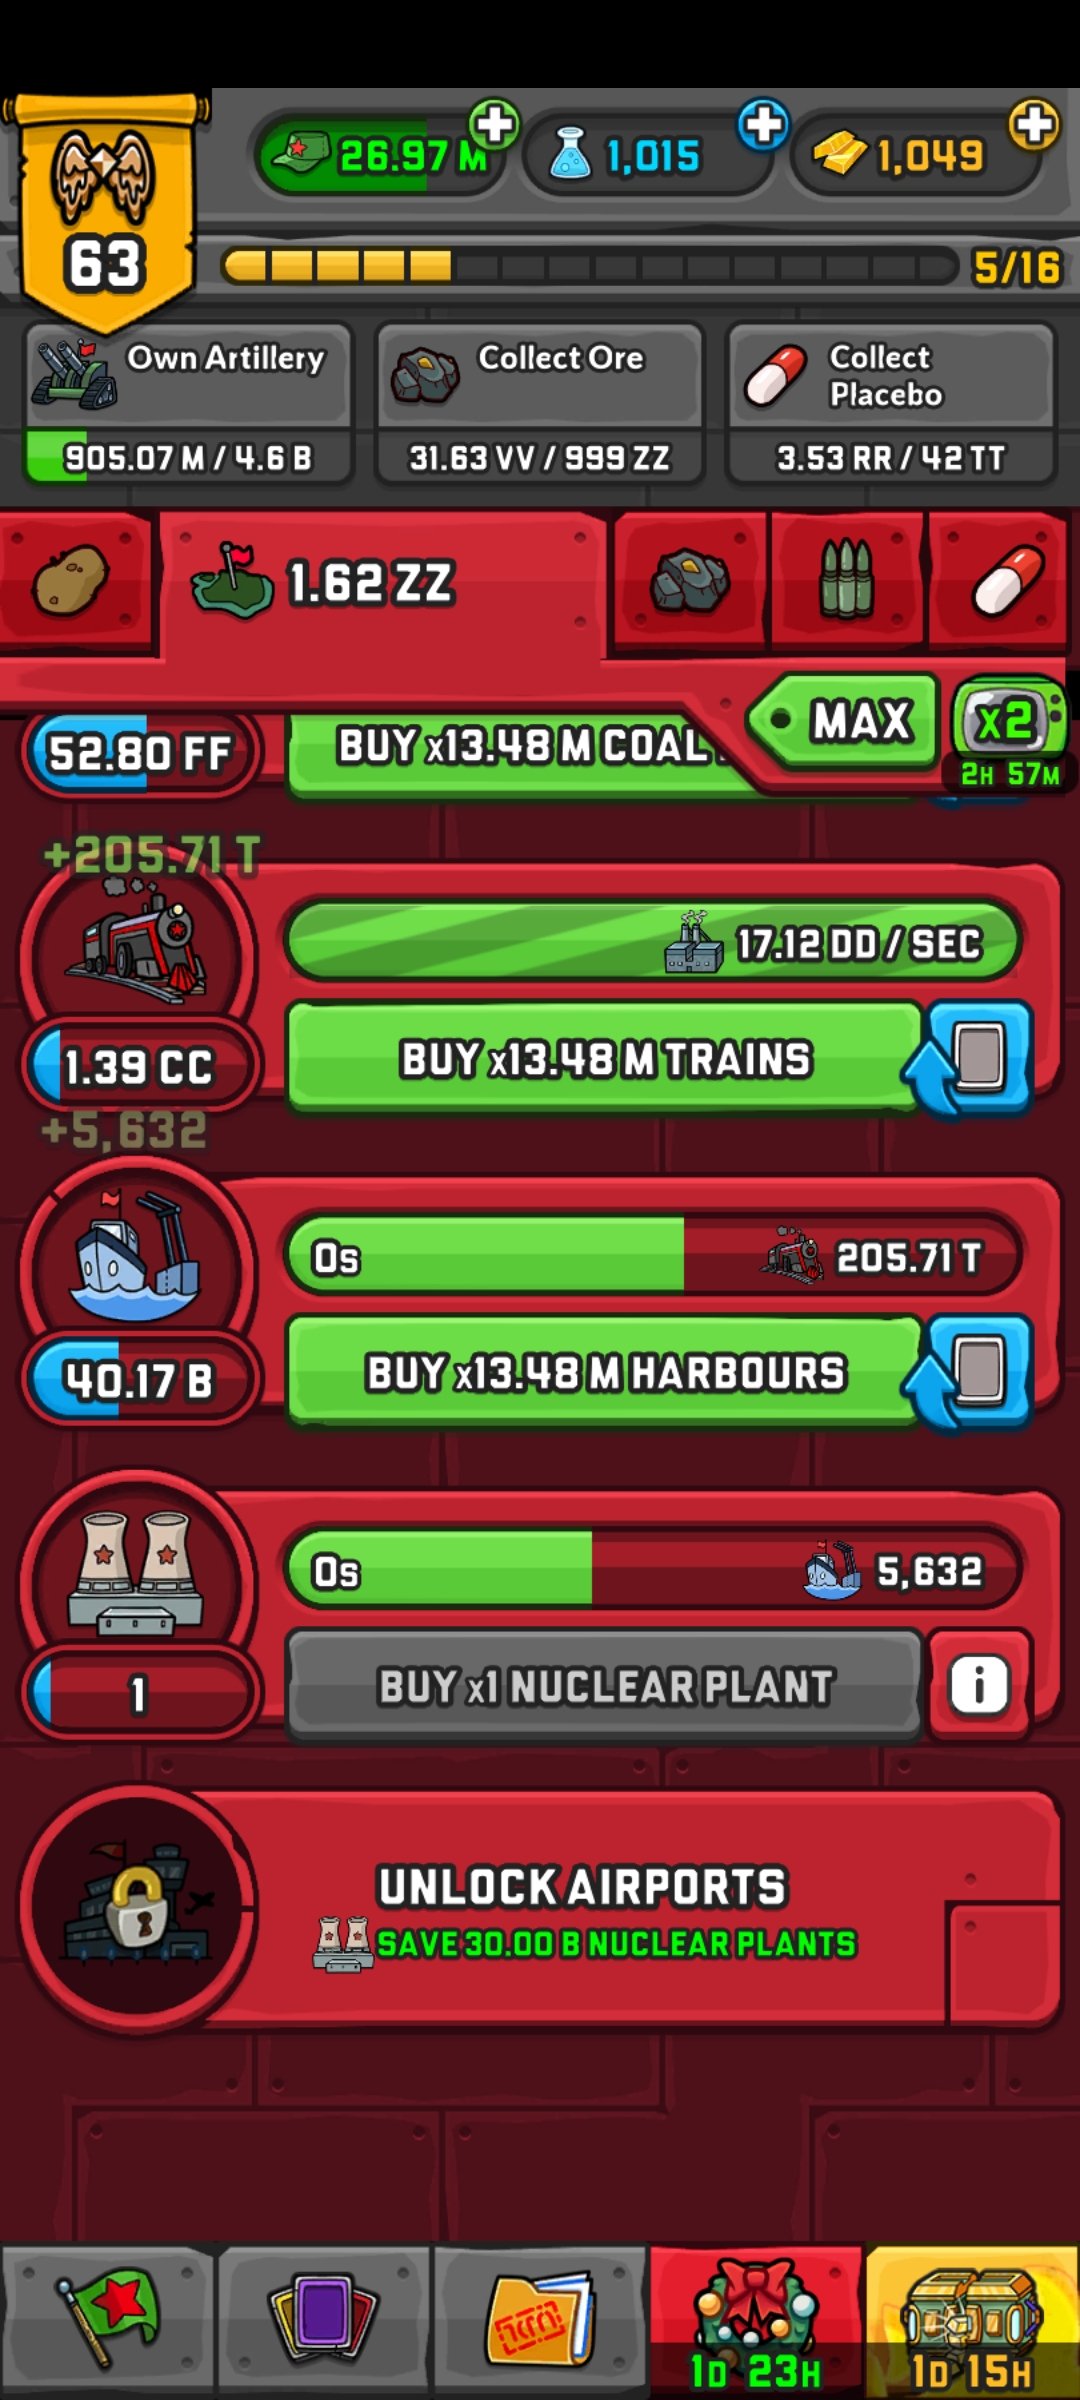 26.97 M
1,015
1,049
63
5/16
Own Artillery
905.07 M / 4.6 B
Collect Ore
31.63 VV / 999 ZZ
Collect
Placebo
3.53 RR / 42 TT
1.62 ZZ
MAX
x2
2H 57M
52.80 FF
BUY x13.48 M COAL
+205.71 T
17.12 DD / SEC
1.39 CC
BUY x13.48 M TRAINS
+5,632
0s
205.71 T
40.17 B
BUY x13.48 M HARBOURS
0s
5,632
1
BUY x1 NUCLEAR PLANT
i
UNLOCK AIRPORTS
SAVE 30.00 B NUCLEAR PLANTS
1D 23H
1D 15H